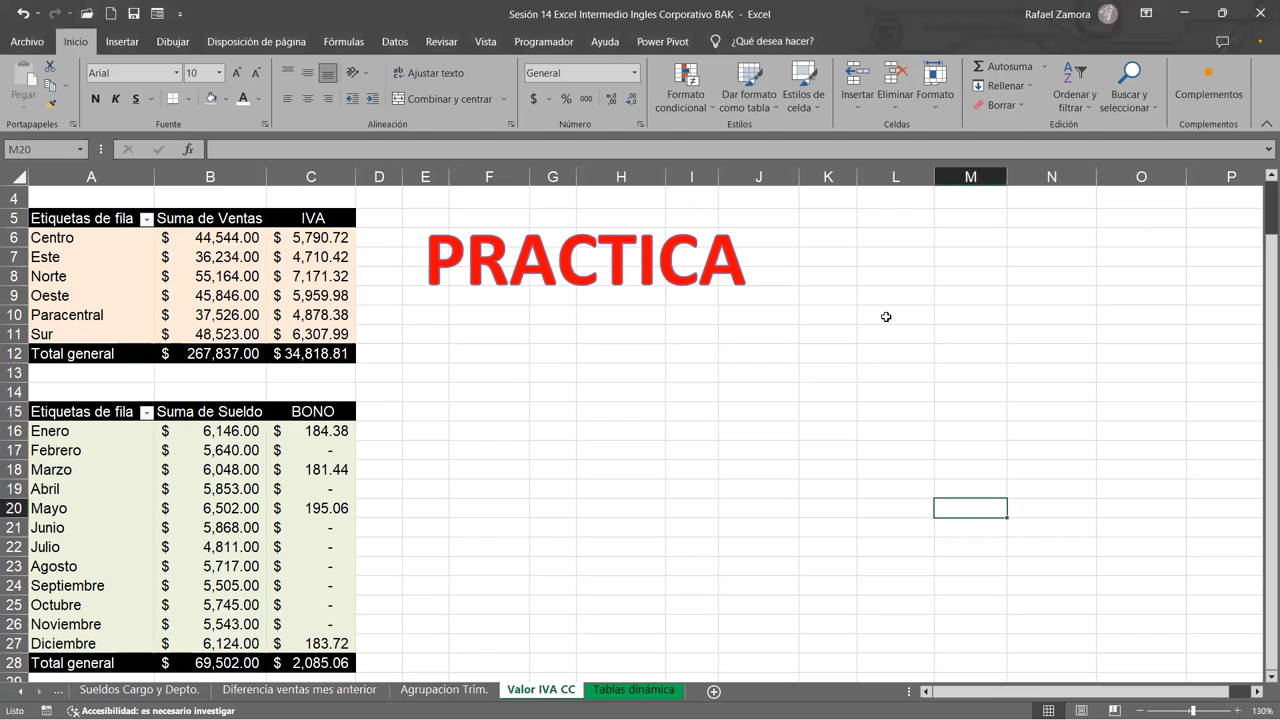 Sesión 14 Excel Intermedio Ingles Corporativo BAK - Excel
Rafael Zamora
Archivo Inicio Insertar Dibujar Disposición de página Fórmulas Datos Revisar Vista Programador Ayuda Power Pivot ¿Qué desea hacer?
Pegar
Arial 10
N K S
Ajustar texto
Combinar y centrar
General
$ % 000
Formato condicional
Dar formato como tabla
Estilos de celda
Insertar Eliminar Formato
Autosuma
Rellenar
Borrar
Ordenar y filtrar
Buscar y seleccionar
Complementos
Portapapeles Fuente Alineación Número Estilos Celdas Edición Complementos
M20 fx
A B C D E F G H I J K L M N O P
4
5 Etiquetas de fila Suma de Ventas IVA
6 Centro $ 44,544.00 $ 5,790.72
7 Este $ 36,234.00 $ 4,710.42
8 Norte $ 55,164.00 $ 7,171.32
9 Oeste $ 45,846.00 $ 5,959.98
10 Paracentral $ 37,526.00 $ 4,878.38
11 Sur $ 48,523.00 $ 6,307.99
12 Total general $ 267,837.00 $ 34,818.81
PRACTICA
13
14
15 Etiquetas de fila Suma de Sueldo BONO
16 Enero $ 6,146.00 $ 184.38
17 Febrero $ 5,640.00 $ -
18 Marzo $ 6,048.00 $ 181.44
19 Abril $ 5,853.00 $ -
20 Mayo $ 6,502.00 $ 195.06
21 Junio $ 5,868.00 $ -
22 Julio $ 4,811.00 $ -
23 Agosto $ 5,717.00 $ -
24 Septiembre $ 5,505.00 $ -
25 Octubre $ 5,745.00 $ -
26 Noviembre $ 5,543.00 $ -
27 Diciembre $ 6,124.00 $ 183.72
28 Total general $ 69,502.00 $ 2,085.06
... Sueldos Cargo y Depto. Diferencia ventas mes anterior Agrupacion Trim. Valor IVA CC Tablas dinámica
Listo Accesibilidad: es necesario investigar 130%